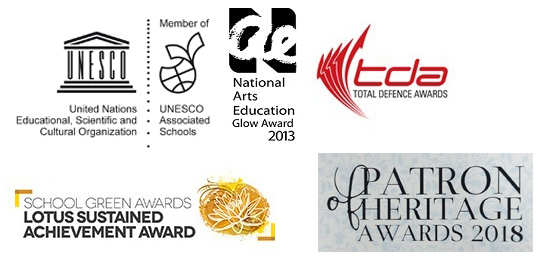 UNESCO
United Nations
Educational, Scientific and
Cultural Organization
Member of
UNESCO
Associated
Schools
ae
National
Arts
Education
Glow Award
2013
tda
TOTAL DEFENCE AWARDS
SCHOOL GREEN AWARDS
LOTUS SUSTAINED
ACHIEVEMENT AWARD
PATRON
of HERITAGE
AWARDS 2018